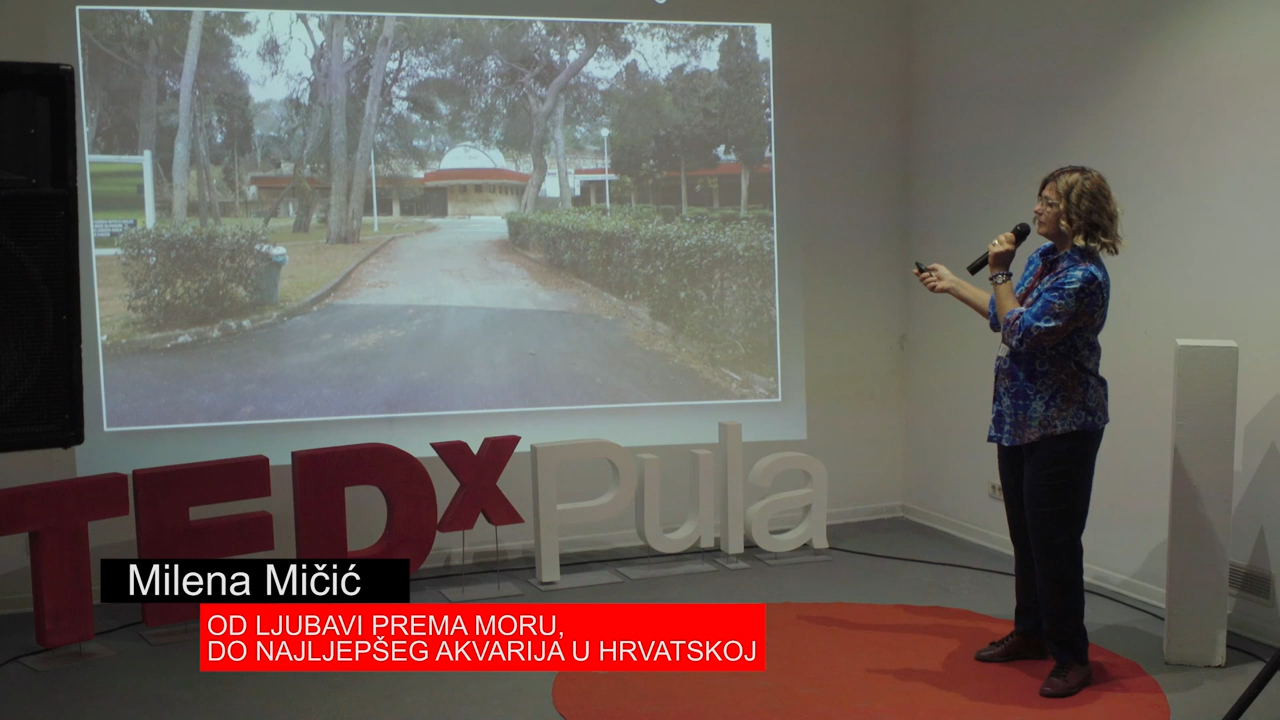 TEDxPula
Milena Mičić
OD LJUBAVI PREMA MORU,
DO NAJLJEPŠEG AKVARIJA U HRVATSKOJ